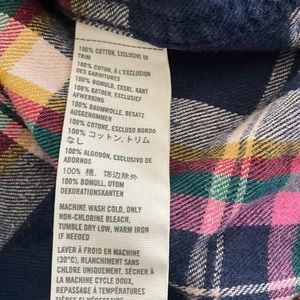 100% COTTON, EXCLUSIVE OF
TRIM
100% COTON, À L'EXCLUSION
DES GARNITURES
100% BOMULD, EKSKL. KANT
100% KATOEN, EXCLUSIEF
AFWERKING
100% BAUMWOLLE, BESATZ
AUSGENOMMEN
100% COTONE, ESCLUSO BORDO
100% コットン, トリム
なし
100% ALGODÓN, EXCLUSIVO DE
ADORNOS
100% 棉, 饰边除外
100% BOMULL, UTOM
DEKORATIONSKANTEN
MACHINE WASH COLD, ONLY
NON-CHLORINE BLEACH,
TUMBLE DRY LOW, WARM IRON
IF NEEDED
LAVER À FROID EN MACHINE
(30°C), BLANCHIMENT SANS
CHLORE UNIQUEMENT, SÉCHER À
LA MACHINE CYCLE DOUX,
REPASSAGE À TEMPÉRATURES
TIÈDES SI NÉCESSAIRE